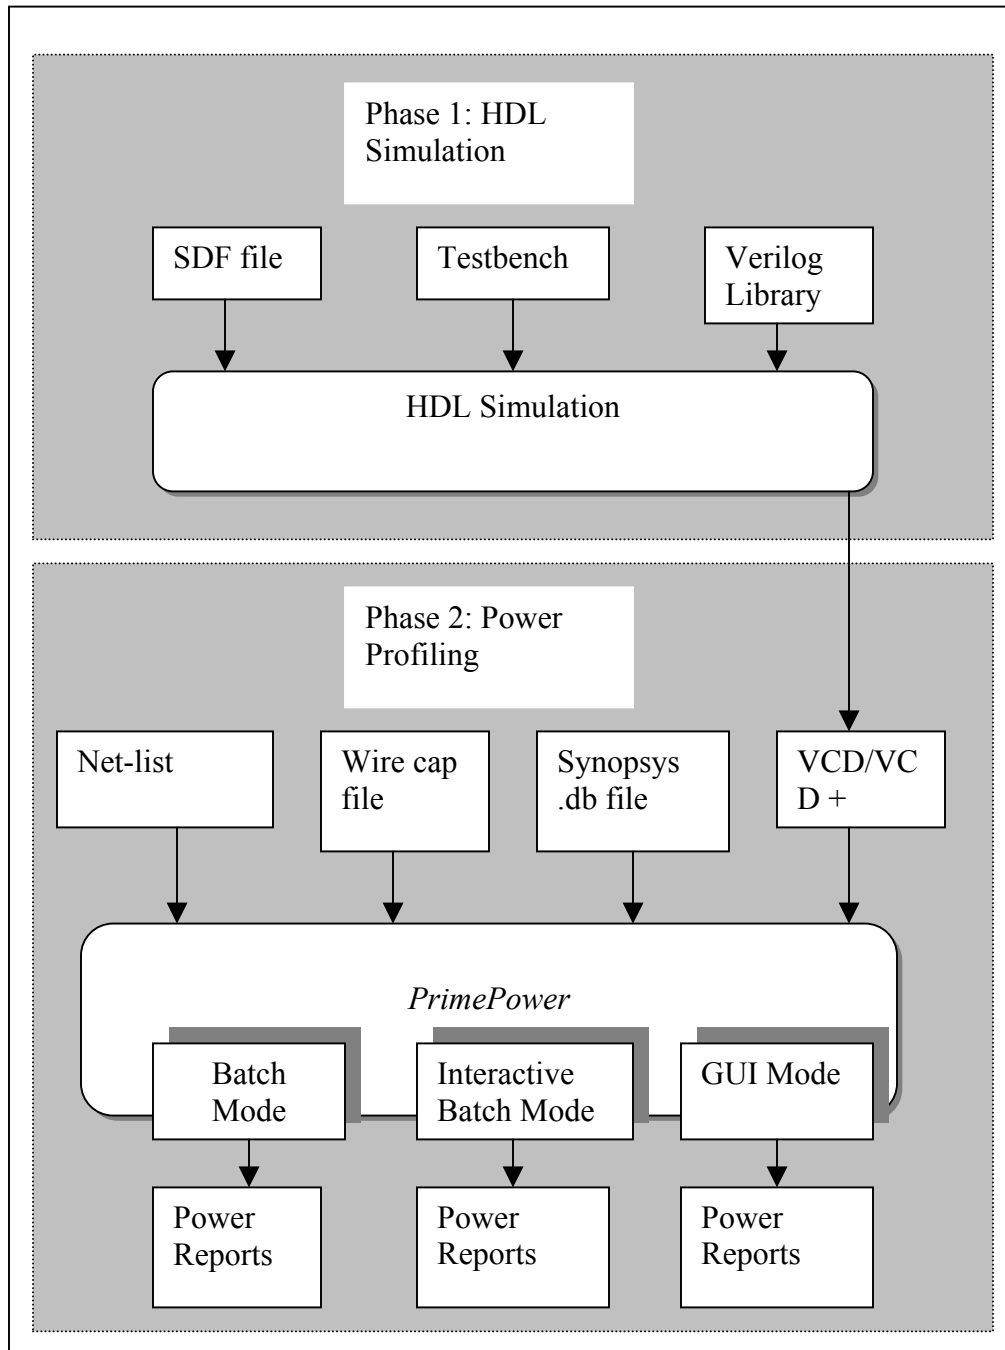 Phase 1: HDL
Simulation
SDF file
Testbench
Verilog
Library
HDL Simulation
Phase 2: Power
Profiling
Net-list
Wire cap
file
Synopsys
.db file
VCD/VC
D +
PrimePower
Batch
Mode
Interactive
Batch Mode
GUI Mode
Power
Reports
Power
Reports
Power
Reports